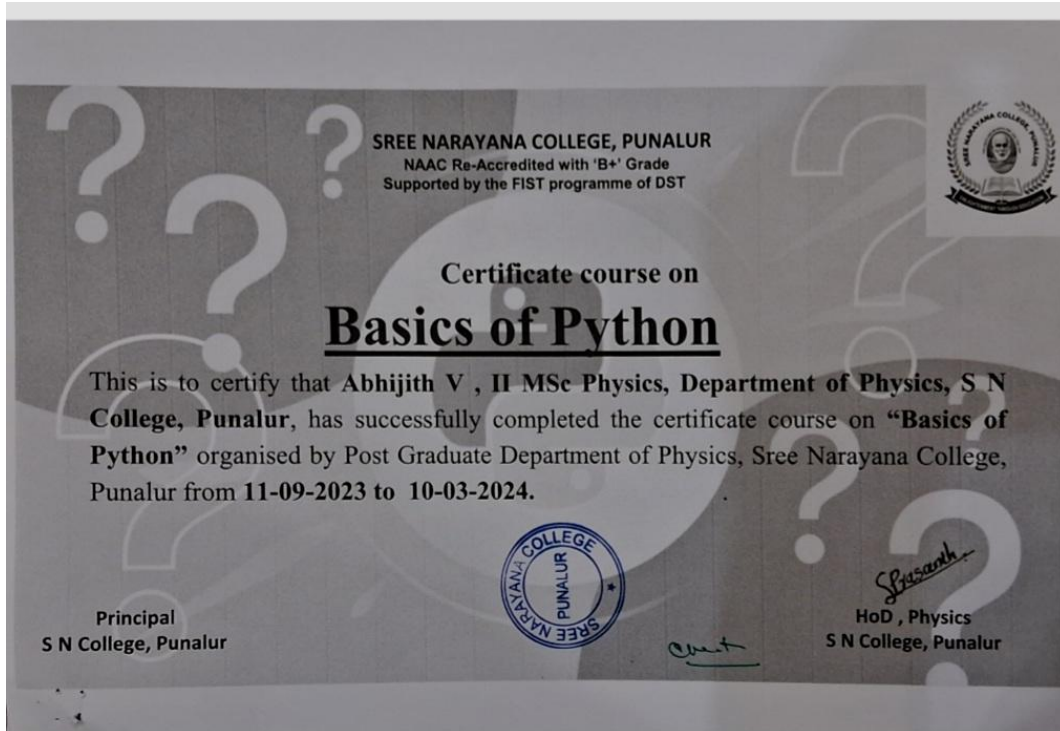 SREE NARAYANA COLLEGE, PUNALUR
NAAC Re-Accredited with ‘B+’ Grade
Supported by the FIST programme of DST
SREE NARAYANA COLLEGE, PUNALUR
Certificate course on
Basics of Python
This is to certify that Abhijith V , II MSc Physics, Department of Physics, S N
College, Punalur, has successfully completed the certificate course on “Basics of
Python” organised by Post Graduate Department of Physics, Sree Narayana College,
Punalur from 11-09-2023 to 10-03-2024.
SREE NARAYANA COLLEGE
PUNALUR
Principal
S N College, Punalur
HoD , Physics
S N College, Punalur